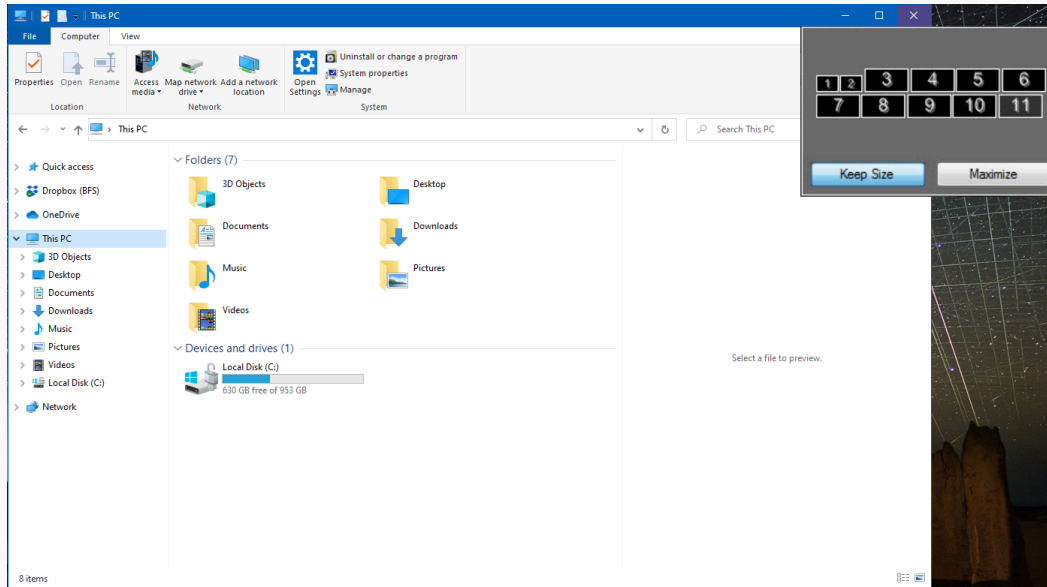 This PC
File Computer View
Properties Open Rename Access media Map network drive Add a network location Open Settings Uninstall or change a program
System properties
Manage
Location Network System
This PC
Search This PC
Quick access
Dropbox (BFS)
OneDrive
This PC
3D Objects
Desktop
Documents
Downloads
Music
Pictures
Videos
Local Disk (C:)
Network
Folders (7)
3D Objects Desktop
Documents Downloads
Music Pictures
Videos
Devices and drives (1)
Local Disk (C:)
630 GB free of 953 GB
Select a file to preview.
8 items
1 2 3 4 5 6
7 8 9 10 11
Keep Size Maximize